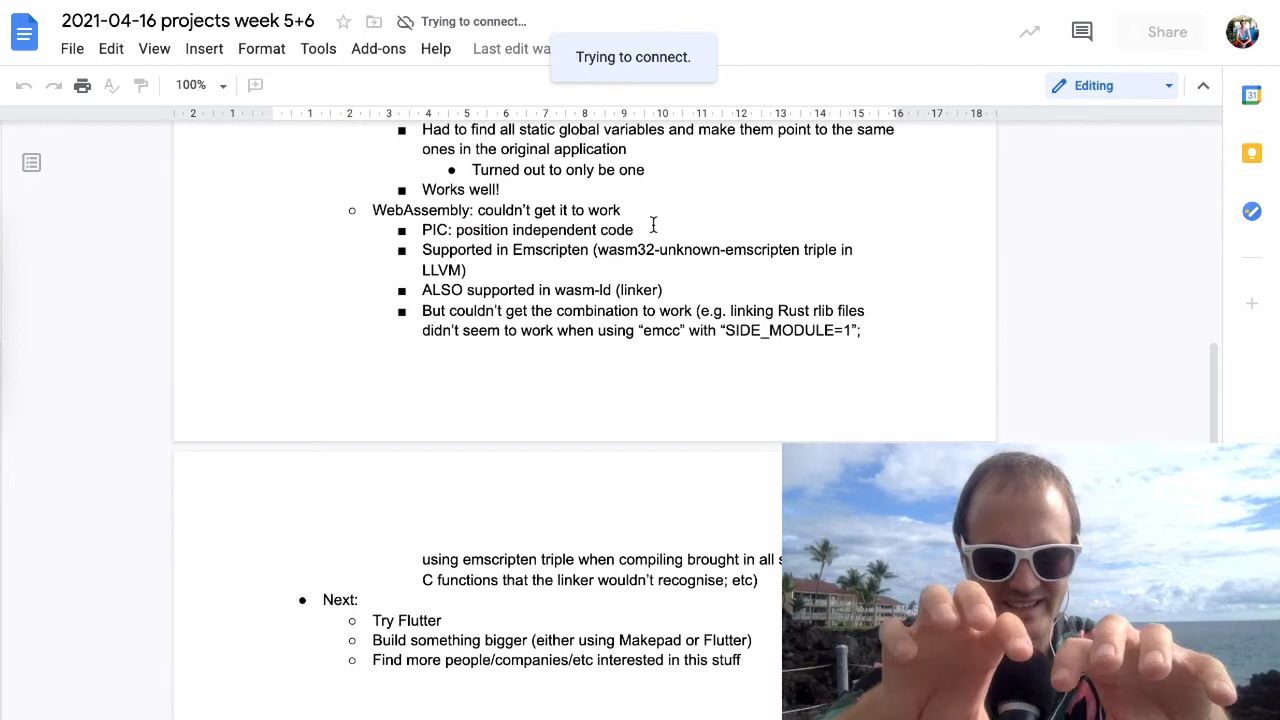 2021-04-16 projects week 5+6
Trying to connect…
File Edit View Insert Format Tools Add-ons Help Last edit wa
Trying to connect.
Share
100%
Editing
2 1 1 2 3 4 5 6 7 8 9 10 11 12 13 14 15 16 17 18
31
Had to find all static global variables and make them point to the same
ones in the original application
Turned out to only be one
Works well!
WebAssembly: couldn't get it to work
PIC: position independent code
Supported in Emscripten (wasm32-unknown-emscripten triple in
LLVM)
ALSO supported in wasm-ld (linker)
But couldn't get the combination to work (e.g. linking Rust rlib files
didn't seem to work when using “emcc” with “SIDE_MODULE=1”;
using emscripten triple when compiling brought in all s
C functions that the linker wouldn't recognise; etc)
Next:
Try Flutter
Build something bigger (either using Makepad or Flutter)
Find more people/companies/etc interested in this stuff